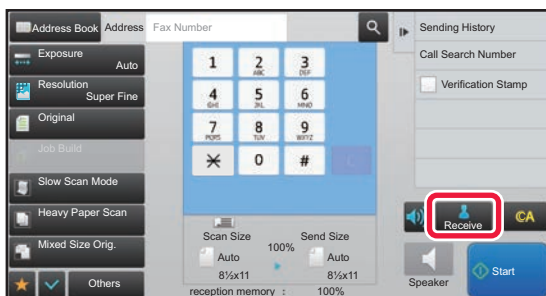 Address Book Address Fax Number
Sending History
Call Search Number
Verification Stamp
Exposure
Auto
Resolution
Super Fine
Original
Job Build
Slow Scan Mode
Heavy Paper Scan
Mixed Size Orig.
Others
1 2 3
ABC DEF
4 5 6
GHI JKL MNO
7 8 9
PQRS TUV WXYZ
0 #
C
Scan Size 100% Send Size
Auto Auto
8½x11 8½x11
reception memory : 100%
Receive
CA
Speaker
Start